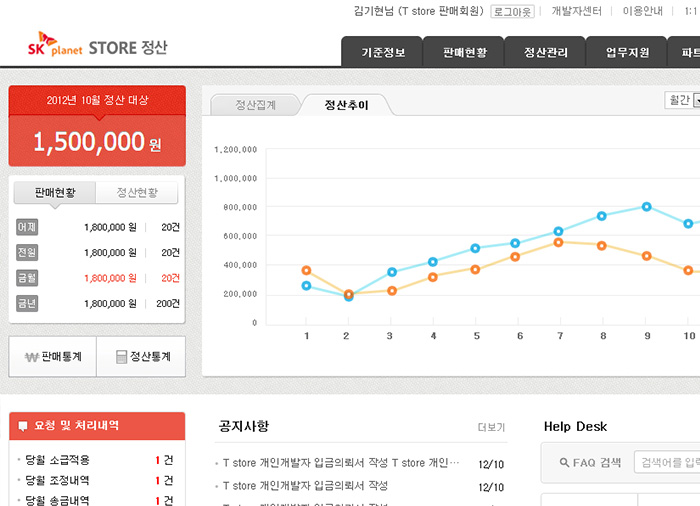 김기현님 (T store 판매회원) 로그아웃 개발자센터 이용안내 1:1
SK planet STORE 정산
기준정보 판매현황 정산관리 업무지원 파트
2012년 10월 정산 대상
1,500,000 원
판매현황 정산현황
어제 1,800,000 원 20건
전월 1,800,000 원 20건
금월 1,800,000 원 20건
금년 1,800,000 원 200건
₩ 판매통계 정산통계
정산집계 정산추이 월간
1,200,000
1,000,000
800,000
600,000
400,000
200,000
0
1 2 3 4 5 6 7 8 9 10
요청 및 처리내역
당월 소급적용 1 건
당월 조정내역 1 건
당월 송금내역 1 건
공지사항 더보기
T store 개인개발자 입금의뢰서 작성 T store 개인··· 12/10
T store 개인개발자 입금의뢰서 작성 12/10
Help Desk
FAQ 검색 검색어를 입력